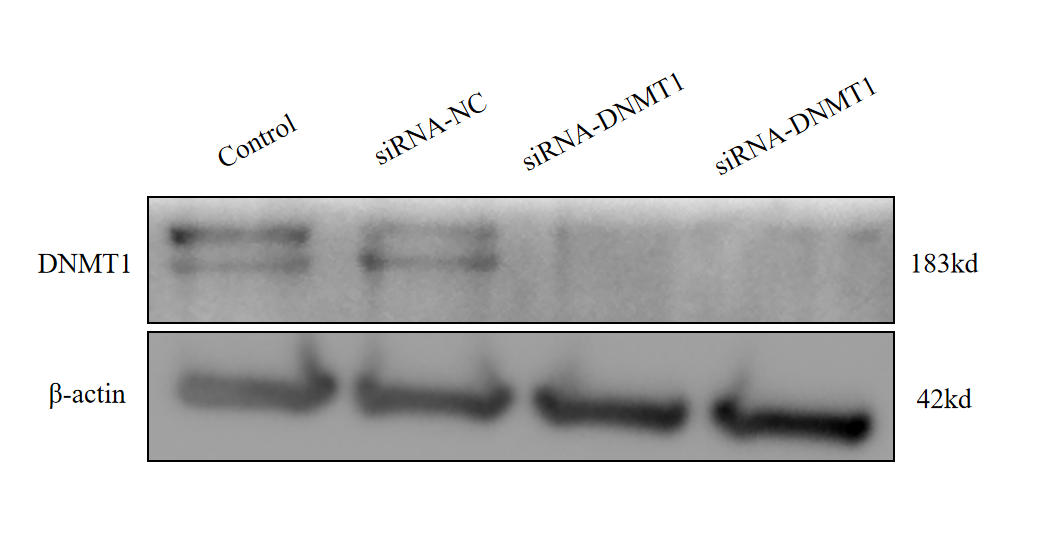 Control
siRNA-NC
siRNA-DNMT1
siRNA-DNMT1
DNMT1
183kd
β-actin
42kd